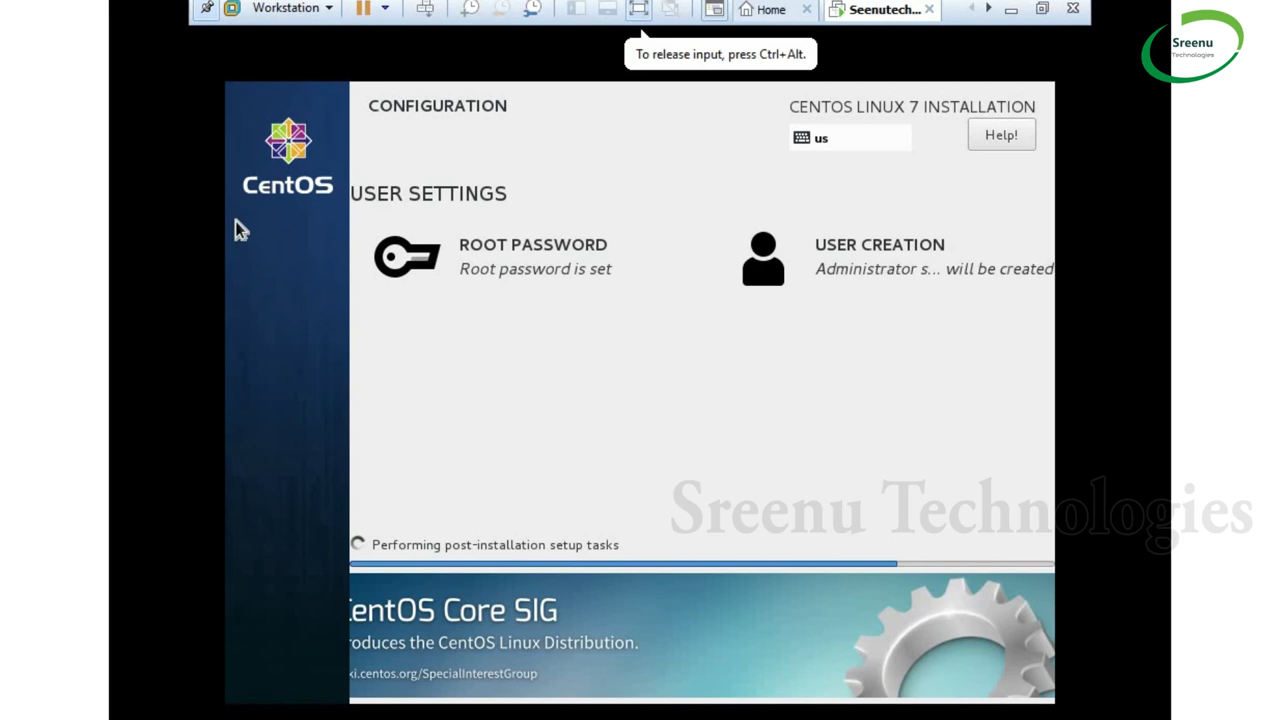 Workstation
Home
Seenutech...
To release input, press Ctrl+Alt.
Sreenu
Technologies
CentOS
CONFIGURATION
CENTOS LINUX 7 INSTALLATION
us
Help!
USER SETTINGS
ROOT PASSWORD
Root password is set
USER CREATION
Administrator s... will be created
Sreenu Technologies
Performing post-installation setup tasks
entOS Core SIG
roduces the CentOS Linux Distribution.
ki.centos.org/SpecialInterestGroup